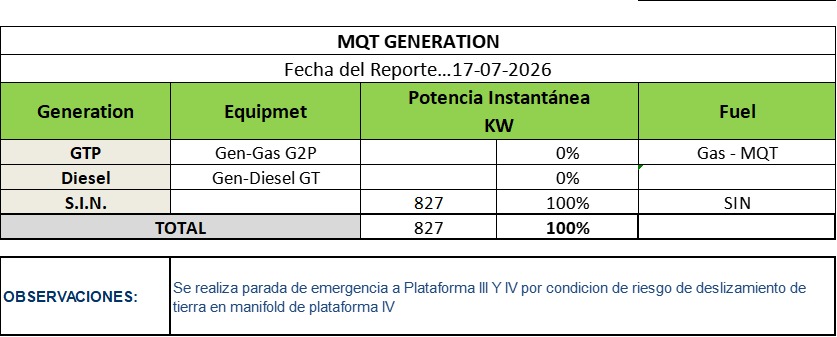 MQT GENERATION
Fecha del Reporte...17-07-2026
Generation Equipmet Potencia Instantánea KW Fuel
GTP Gen-Gas G2P 0% Gas - MQT
Diesel Gen-Diesel GT 0%
S.I.N. 827 100% SIN
TOTAL 827 100%
OBSERVACIONES: Se realiza parada de emergencia a Plataforma III Y IV por condicion de riesgo de deslizamiento de
tierra en manifold de plataforma IV